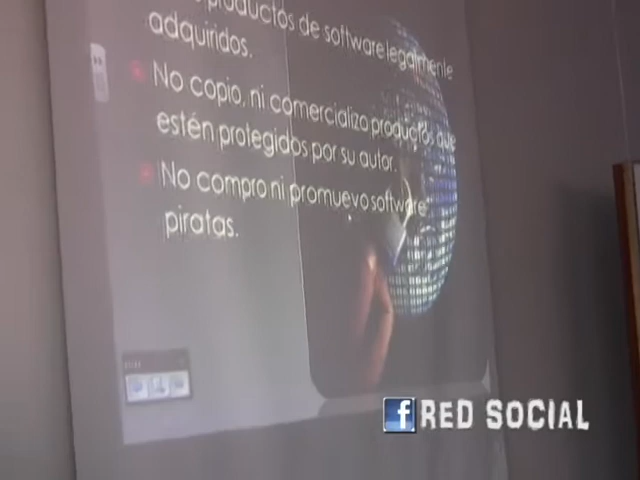 productos de software legalmente
adquiridos.
No copio, ni comercializo productos que
estén protegidos por su autor.
No compro ni promuevo software
piratas.
f RED SOCIAL